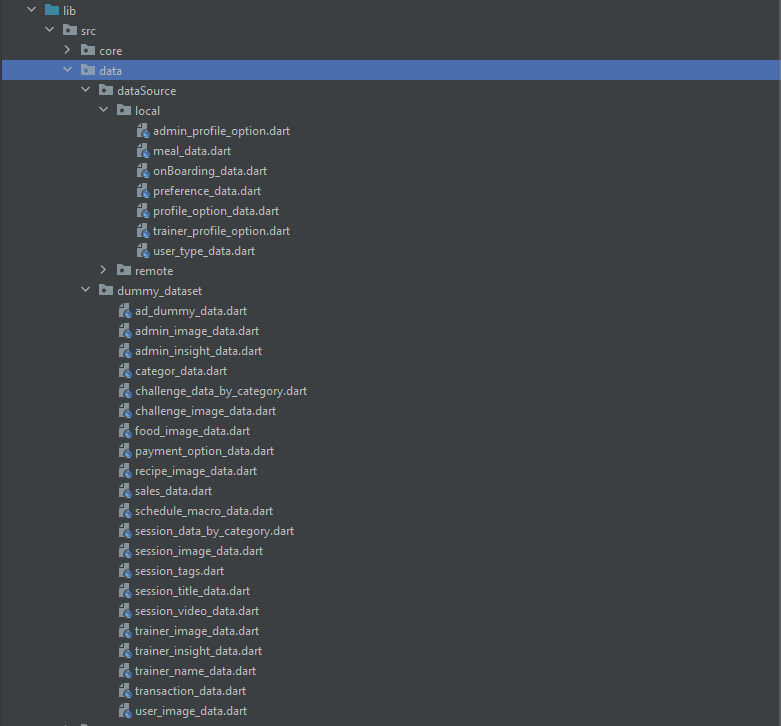 lib
src
core
data
dataSource
local
admin_profile_option.dart
meal_data.dart
onBoarding_data.dart
preference_data.dart
profile_option_data.dart
trainer_profile_option.dart
user_type_data.dart
remote
dummy_dataset
ad_dummy_data.dart
admin_image_data.dart
admin_insight_data.dart
categor_data.dart
challenge_data_by_category.dart
challenge_image_data.dart
food_image_data.dart
payment_option_data.dart
recipe_image_data.dart
sales_data.dart
schedule_macro_data.dart
session_data_by_category.dart
session_image_data.dart
session_tags.dart
session_title_data.dart
session_video_data.dart
trainer_image_data.dart
trainer_insight_data.dart
trainer_name_data.dart
transaction_data.dart
user_image_data.dart